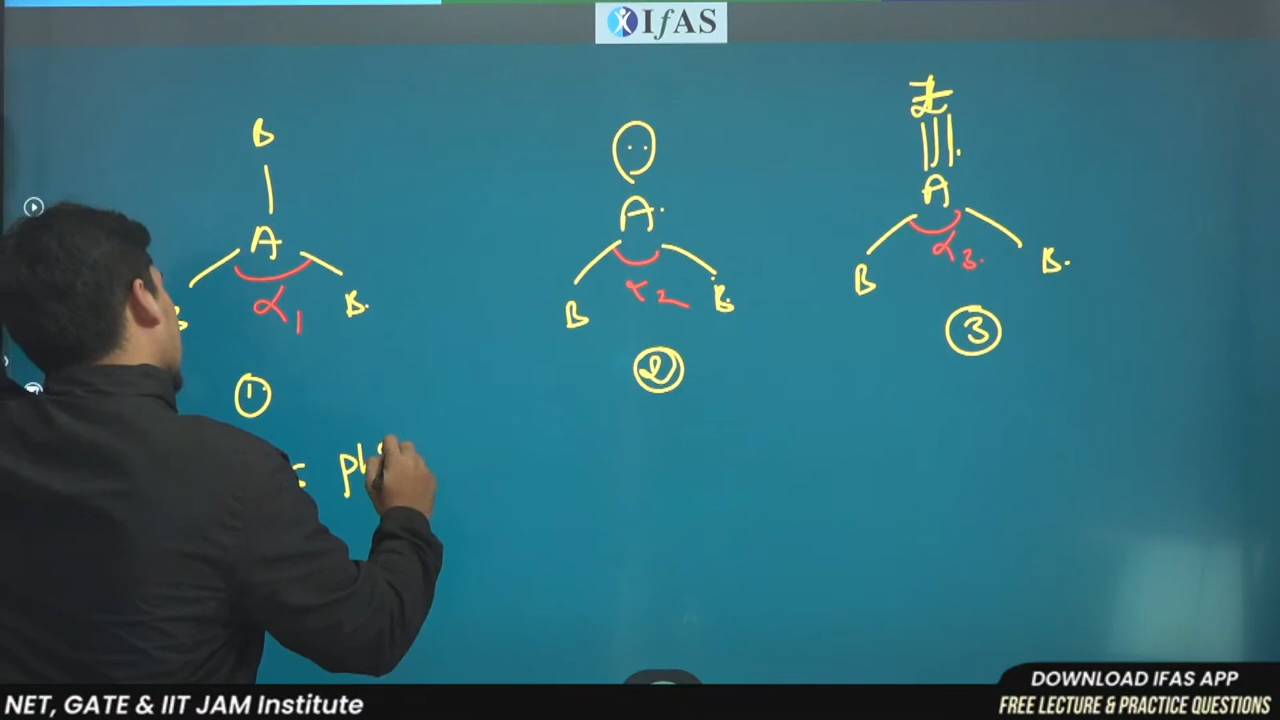 IfAS
B
A
B.
α1
1
A.
B
B.
α2
2
A
B
B.
α3.
3
DOWNLOAD IFAS APP
NET, GATE & IIT JAM Institute
FREE LECTURE & PRACTICE QUESTIONS